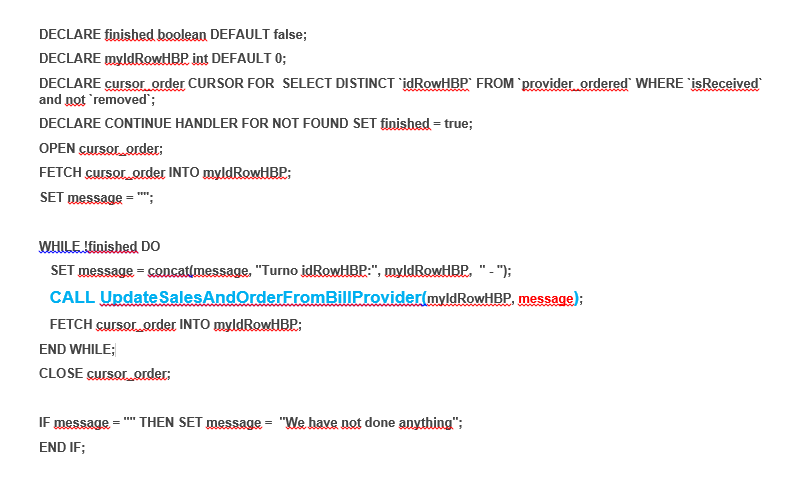 DECLARE finished boolean DEFAULT false;
DECLARE myIdRowHBP int DEFAULT 0;
DECLARE cursor_order CURSOR FOR  SELECT DISTINCT `idRowHBP` FROM `provider_ordered` WHERE `isReceived`
and not `removed`;
DECLARE CONTINUE HANDLER FOR NOT FOUND SET finished = true;
OPEN cursor_order;
FETCH cursor_order INTO myIdRowHBP;
SET message = "";
WHILE !finished DO
SET message = concat(message, "Turno idRowHBP:", myIdRowHBP,  " - ");
CALL UpdateSalesAndOrderFromBillProvider(myIdRowHBP, message);
FETCH cursor_order INTO myIdRowHBP;
END WHILE;
CLOSE cursor_order;
IF message = "" THEN SET message =  "We have not done anything";
END IF;